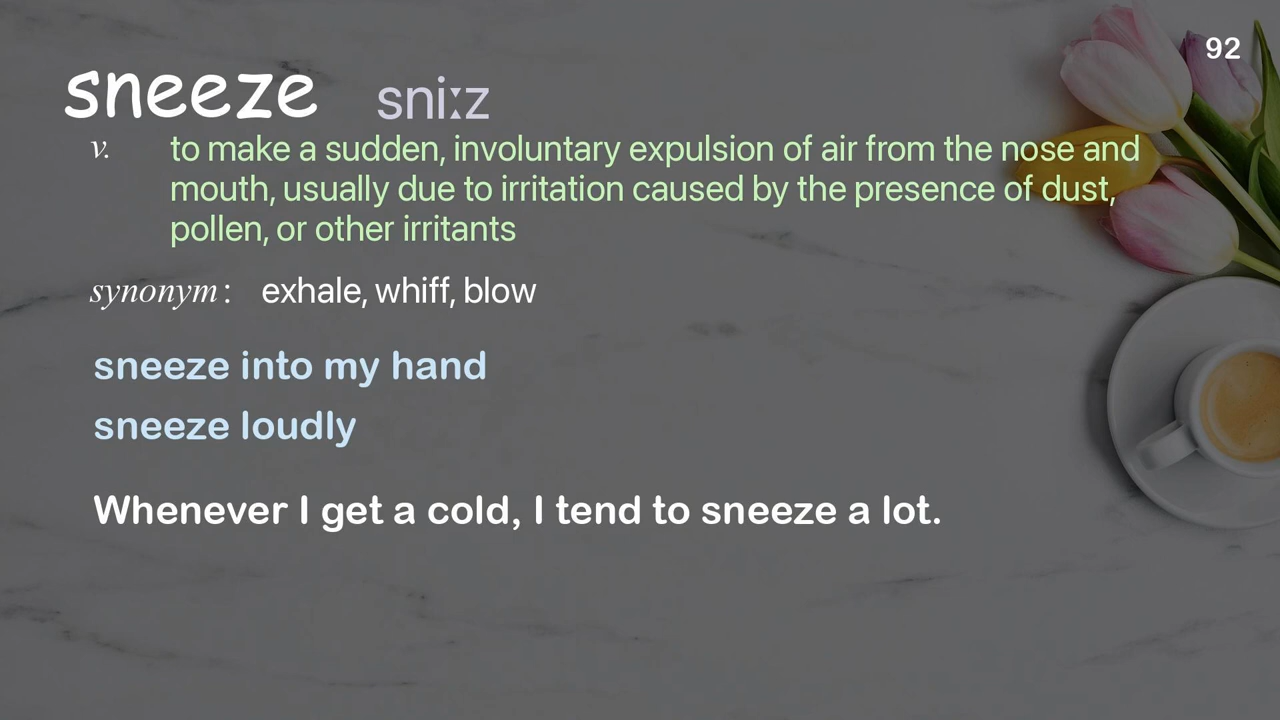 92
sneeze sniːz
v. to make a sudden, involuntary expulsion of air from the nose and
mouth, usually due to irritation caused by the presence of dust,
pollen, or other irritants
synonym : exhale, whiff, blow
sneeze into my hand
sneeze loudly
Whenever I get a cold, I tend to sneeze a lot.